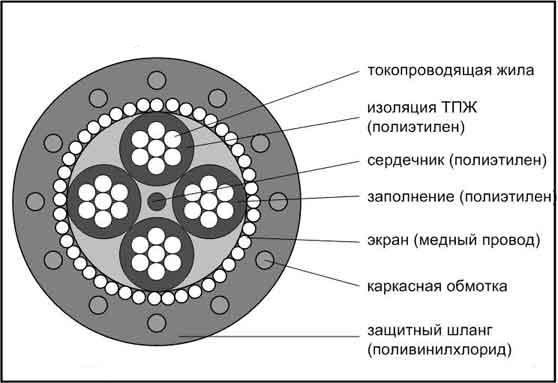 токопроводящая жила
изоляция ТПЖ
(полиэтилен)
сердечник (полиэтилен)
заполнение (полиэтилен)
экран (медный провод)
каркасная обмотка
защитный шланг
(поливинилхлорид)